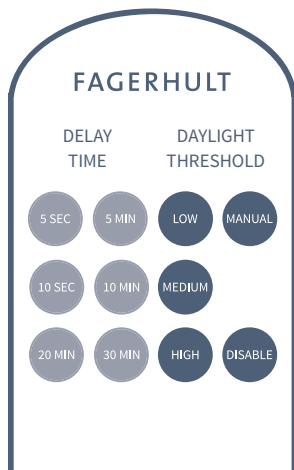 FAGERHULT
DELAY TIME
DAYLIGHT THRESHOLD
5 SEC 5 MIN LOW MANUAL
10 SEC 10 MIN MEDIUM
20 MIN 30 MIN HIGH DISABLE